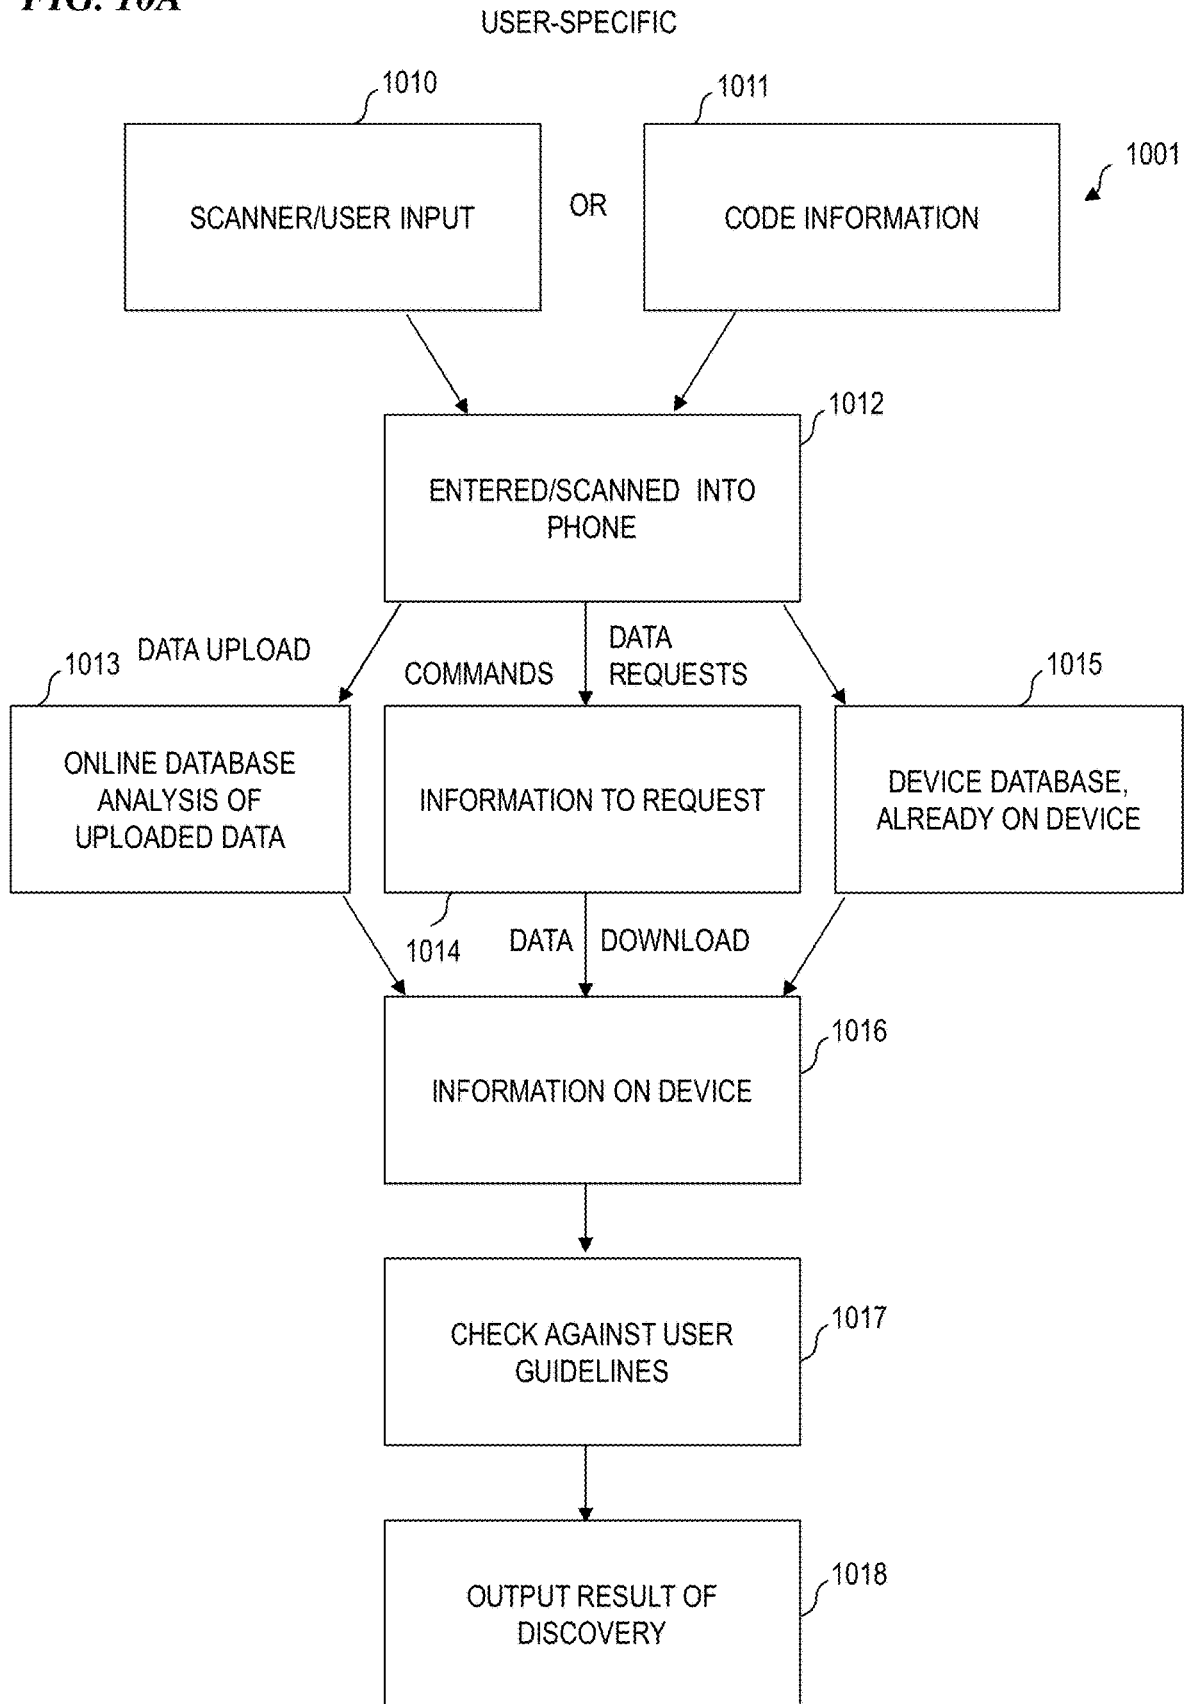 FIG. 10A
USER-SPECIFIC
1010
1011
1001
SCANNER/USER INPUT
OR
CODE INFORMATION
1012
ENTERED/SCANNED INTO
PHONE
DATA UPLOAD
COMMANDS
DATA
REQUESTS
1013
1015
ONLINE DATABASE
ANALYSIS OF
UPLOADED DATA
INFORMATION TO REQUEST
DEVICE DATABASE,
ALREADY ON DEVICE
1014
DATA DOWNLOAD
1016
INFORMATION ON DEVICE
1017
CHECK AGAINST USER
GUIDELINES
1018
OUTPUT RESULT OF
DISCOVERY